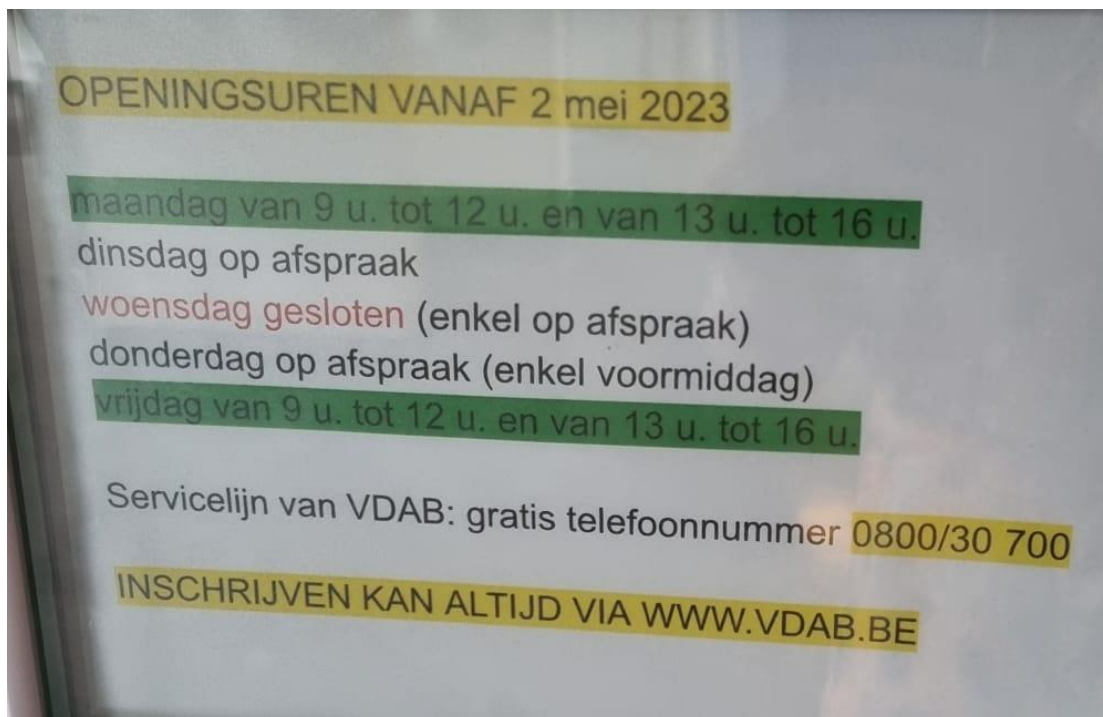 OPENINGSUREN VANAF 2 mei 2023
maandag van 9 u. tot 12 u. en van 13 u. tot 16 u.
dinsdag op afspraak
woensdag gesloten (enkel op afspraak)
donderdag op afspraak (enkel voormiddag)
vrijdag van 9 u. tot 12 u. en van 13 u. tot 16 u.
Servicelijn van VDAB: gratis telefoonnummer 0800/30 700
INSCHRIJVEN KAN ALTIJD VIA WWW.VDAB.BE